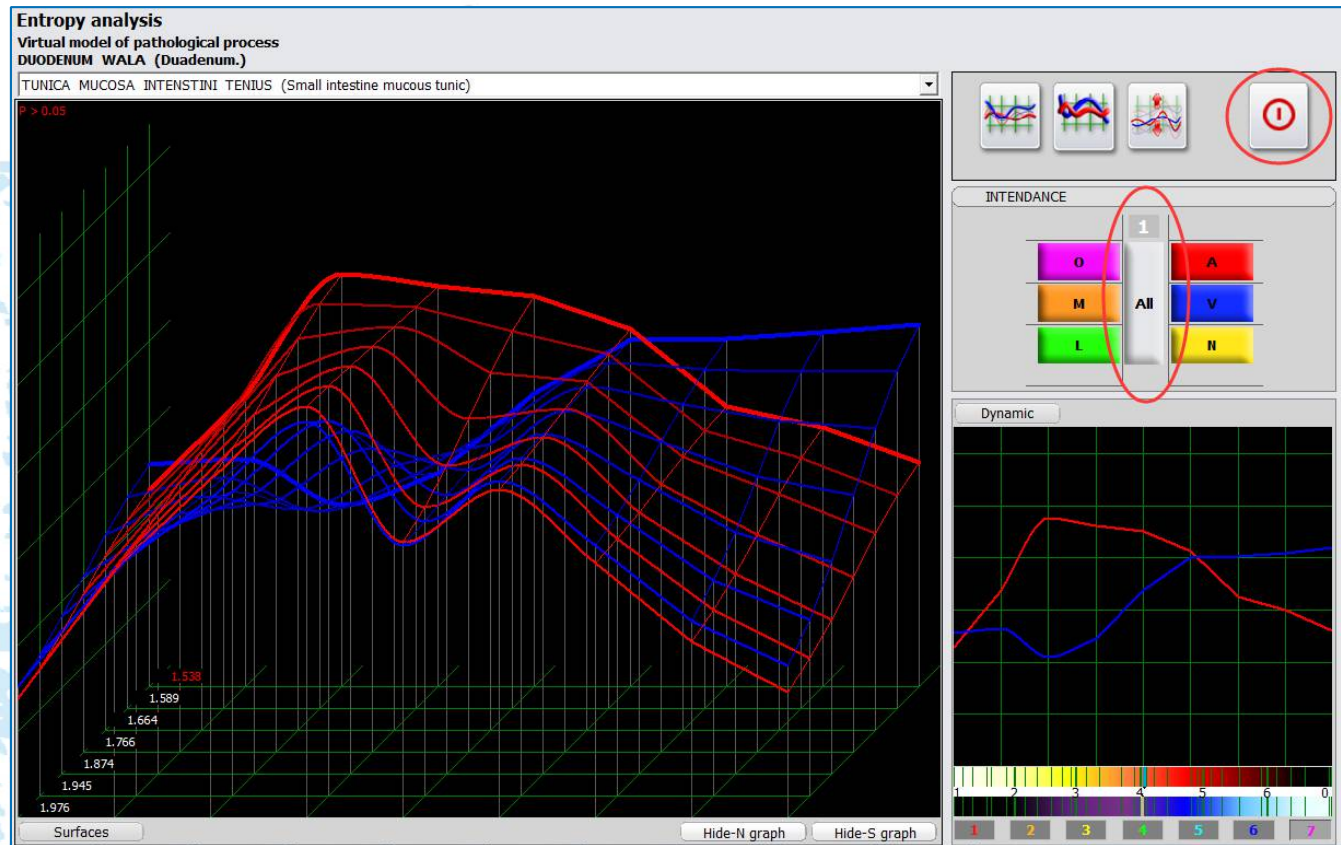 Entropy analysis
Virtual model of pathological process
DUODENUM WALA (Duadenum.)
TUNICA MUCOSA INTENSTINI TENIUS (Small intestine mucous tunic)
P > 0.05
INTENDANCE
1
O
A
M
All
V
L
N
Dynamic
1.538
1.589
1.664
1.766
1.874
1.945
1.976
1 2 3 4 5 6 0
Surfaces
Hide-N graph
Hide-S graph
1 2 3 4 5 6 7